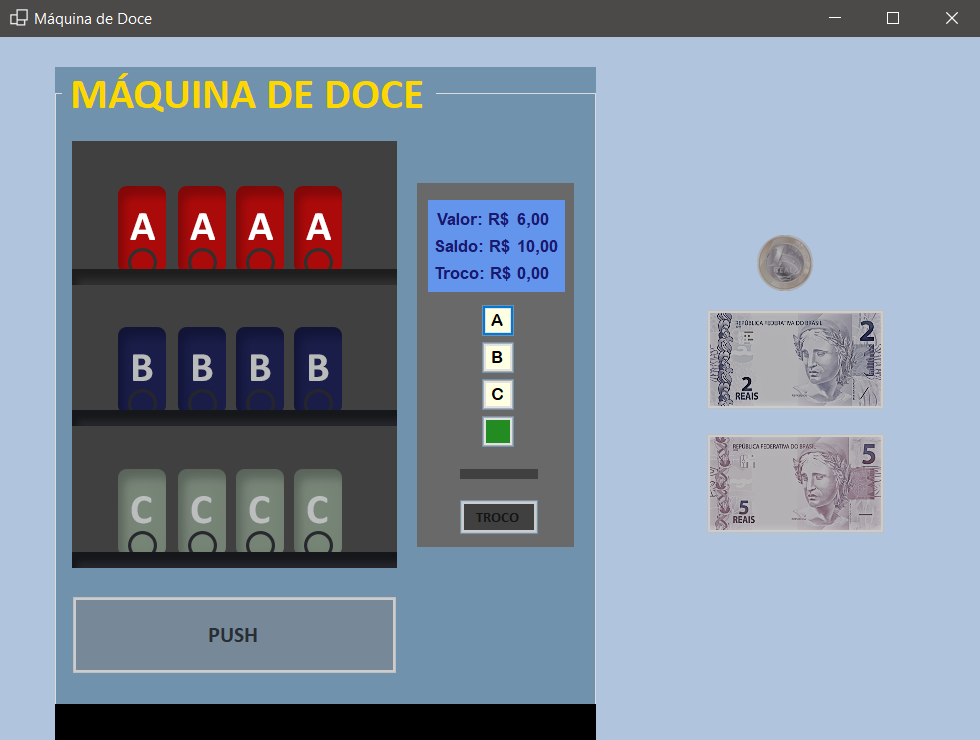 Máquina de Doce
MÁQUINA DE DOCE
A A A A
B B B B
C C C C
PUSH
Valor: R$ 6,00
Saldo: R$ 10,00
Troco: R$ 0,00
A
B
C
TROCO
REPÚBLICA FEDERATIVA DO BRASIL
2
2
REAIS
REPÚBLICA FEDERATIVA DO BRASIL
5
5
REAIS